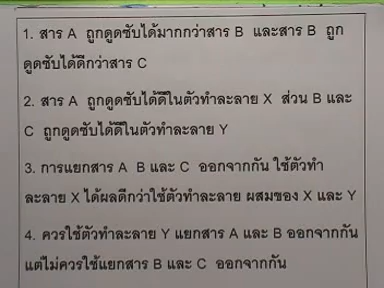 1. สาร A ถูกดูดซับได้มากกว่าสาร B และสาร B ถูก
ดูดซับได้ดีกว่าสาร C
2. สาร A ถูกดูดซับได้ดีในตัวทำละลาย X ส่วน B และ
C ถูกดูดซับได้ดีในตัวทำละลาย Y
3. การแยกสาร A B และ C ออกจากกัน ใช้ตัวทำ
ละลาย X ได้ผลดีกว่าใช้ตัวทำละลาย ผสมของ X และ Y
4. ควรใช้ตัวทำละลาย Y แยกสาร A และ B ออกจากกัน
แต่ไม่ควรใช้แยกสาร B และ C ออกจากกัน